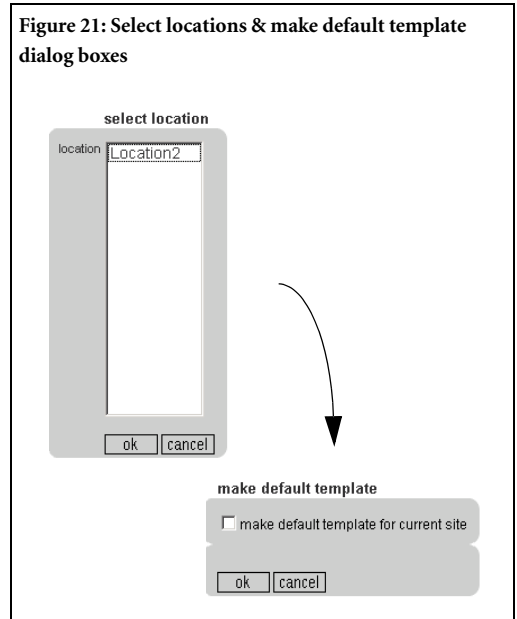 Figure 21: Select locations & make default template
dialog boxes
select location
location
Location2
ok cancel
make default template
make default template for current site
ok cancel